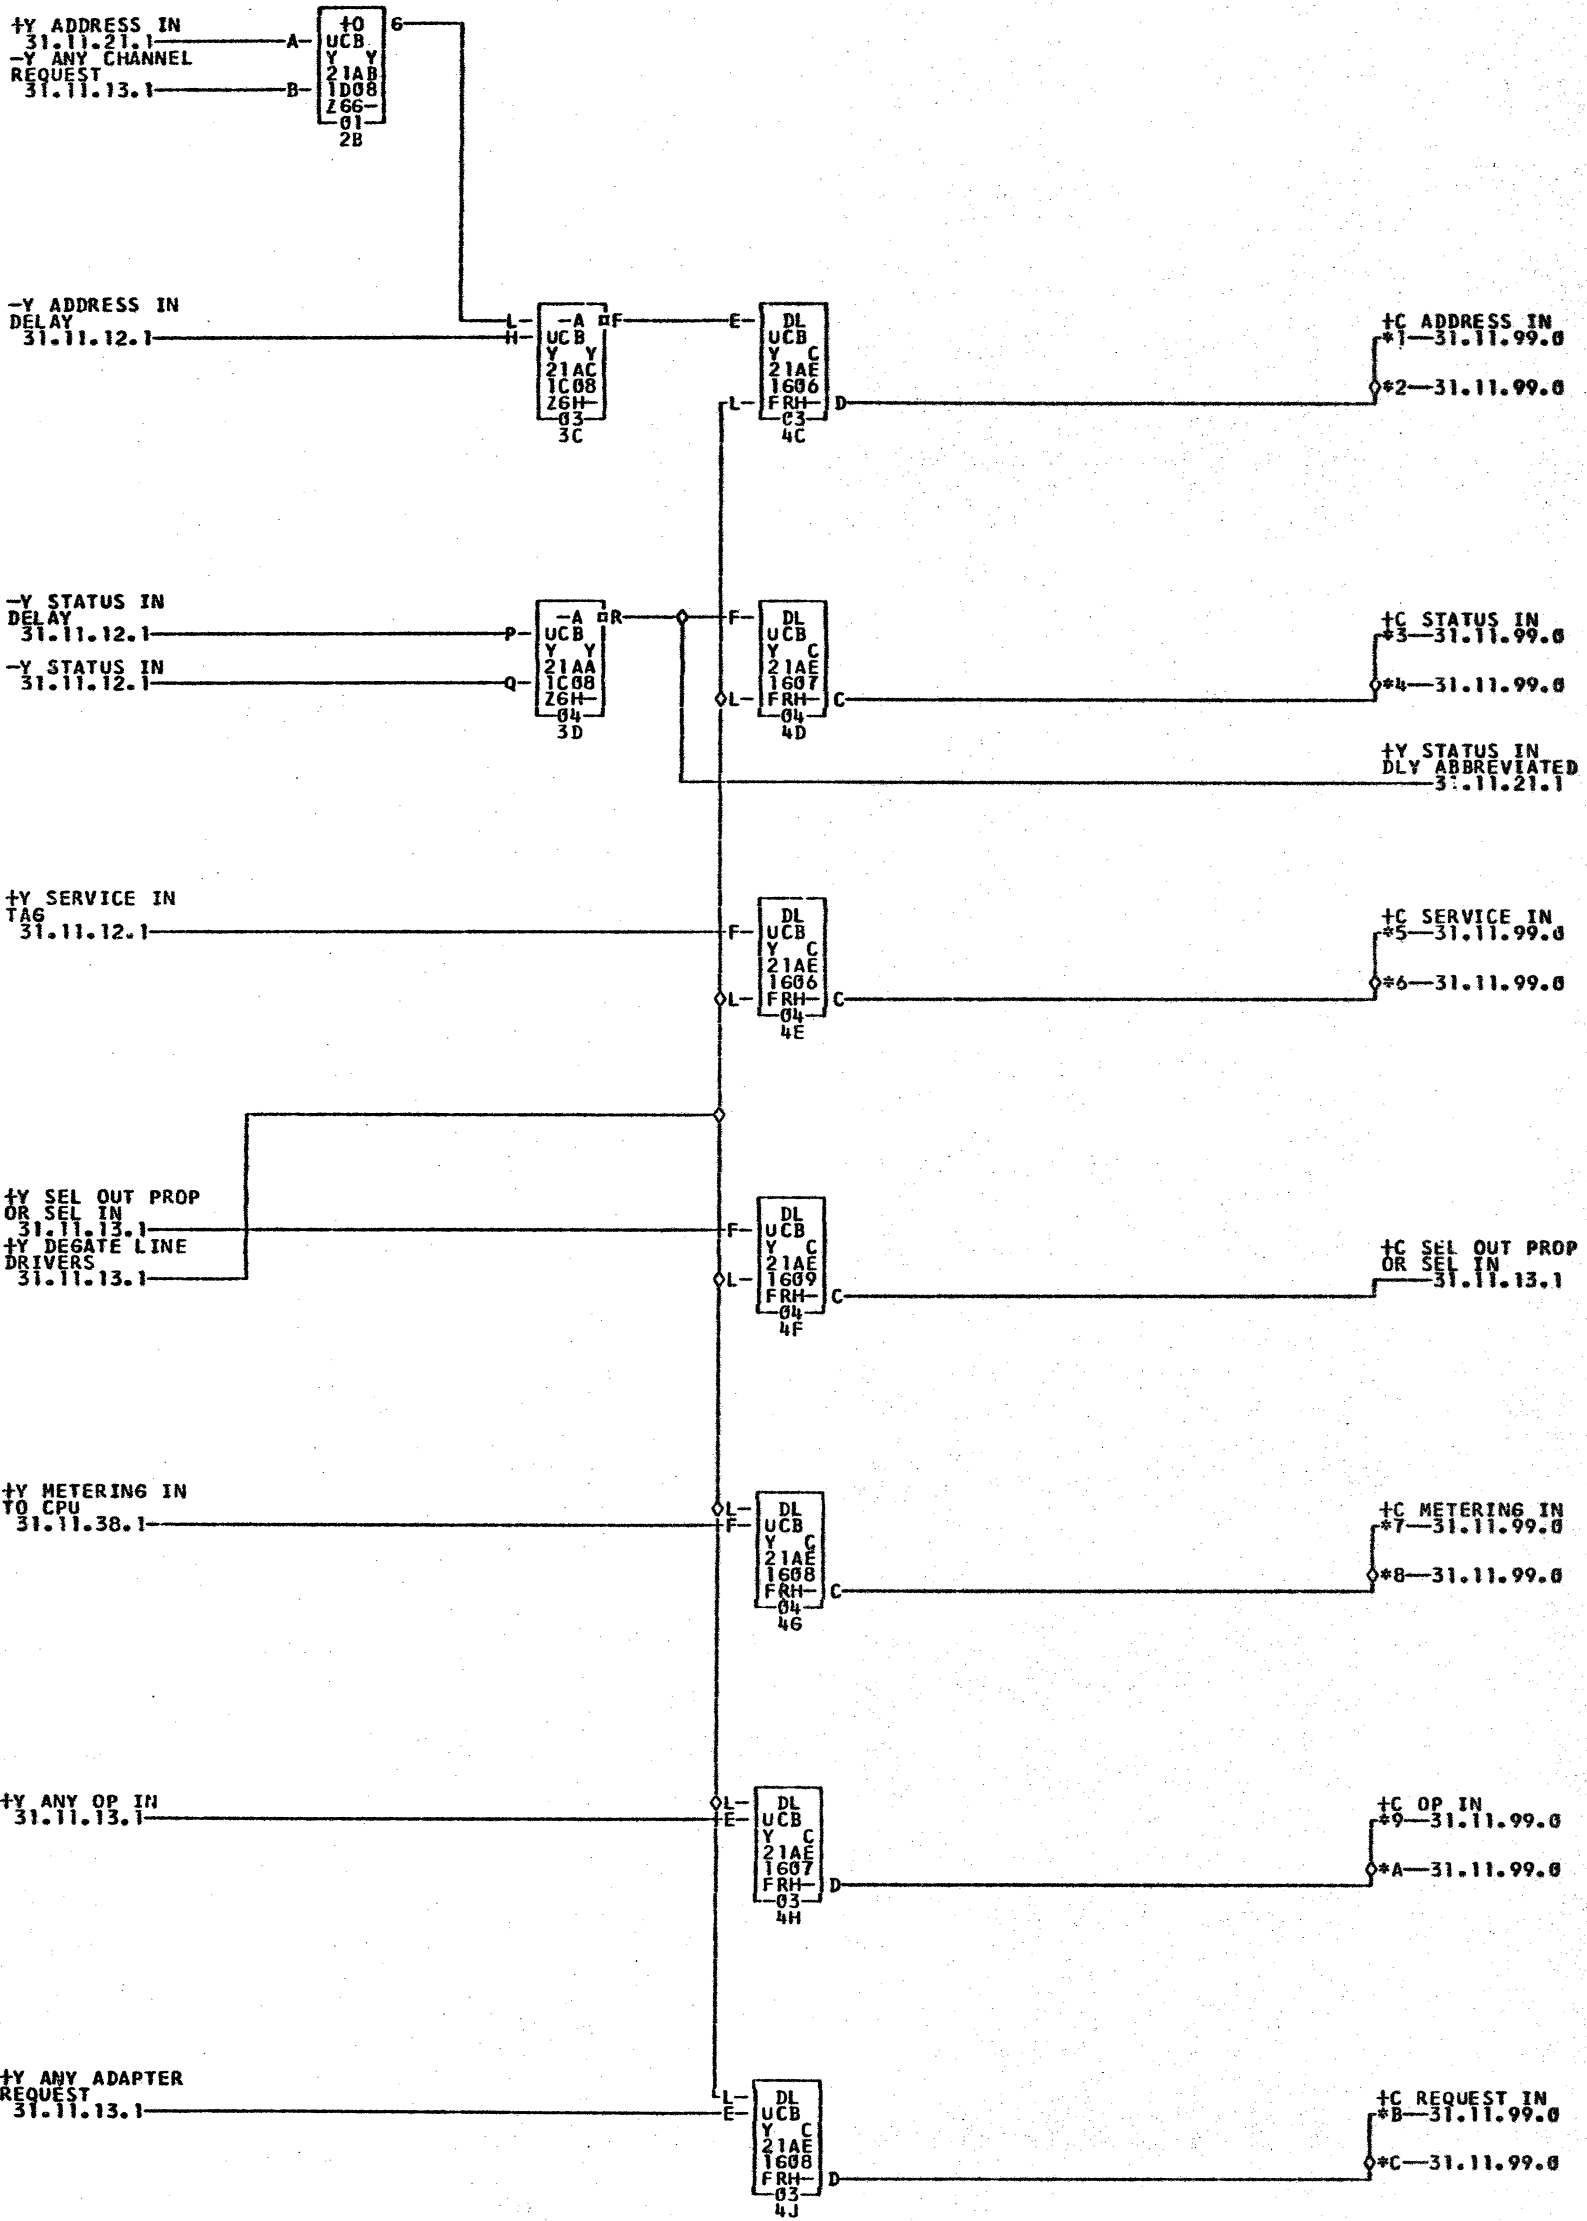 +Y ADDRESS IN
31.11.21.1 A
-Y ANY CHANNEL
REQUEST
31.11.13.1 B
+O G
UCB
Y Y
21AB
1D08
Z66-
01
2B
-Y ADDRESS IN
DELAY
31.11.12.1
L
H
-A F
UCB
Y Y
21AC
1C08
Z6H-
03
3C
E
L
DL
UCB
Y C
21AE
1606
FRH- D
03
4C
+C ADDRESS IN
*1-31.11.99.0
*2-31.11.99.0
-Y STATUS IN
DELAY
31.11.12.1 P
-Y STATUS IN
31.11.12.1 Q
-A R
UCB
Y Y
21AA
1C08
Z6H-
04
3D
F
L
DL
UCB
Y C
21AE
1607
FRH- C
04
4D
+C STATUS IN
*3-31.11.99.0
*4-31.11.99.0
+Y STATUS IN
DLY ABBREVIATED
31.11.21.1
+Y SERVICE IN
TAG
31.11.12.1
F
L
DL
UCB
Y C
21AE
1606
FRH- C
04
4E
+C SERVICE IN
*5-31.11.99.0
*6-31.11.99.0
+Y SEL OUT PROP
OR SEL IN
31.11.13.1
+Y DEGATE LINE
DRIVERS
31.11.13.1
F
L
DL
UCB
Y C
21AE
1609
FRH- C
04
4F
+C SEL OUT PROP
OR SEL IN
31.11.13.1
+Y METERING IN
TO CPU
31.11.38.1
L
F
DL
UCB
Y C
21AE
1608
FRH- C
04
4G
+C METERING IN
*7-31.11.99.0
*8-31.11.99.0
+Y ANY OP IN
31.11.13.1
L
E
DL
UCB
Y C
21AE
1607
FRH- D
03
4H
+C OP IN
*9-31.11.99.0
*A-31.11.99.0
+Y ANY ADAPTER
REQUEST
31.11.13.1
L
E
DL
UCB
Y C
21AE
1608
FRH- D
03
4J
+C REQUEST IN
*B-31.11.99.0
*C-31.11.99.0